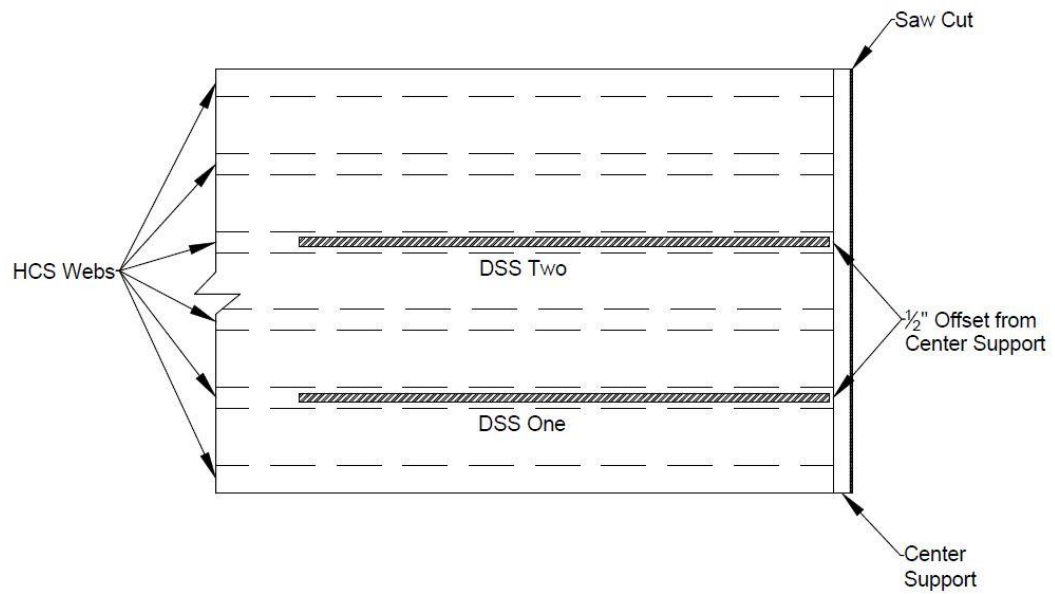 Saw Cut
DSS Two
HCS Webs
½" Offset from
Center Support
DSS One
Center
Support